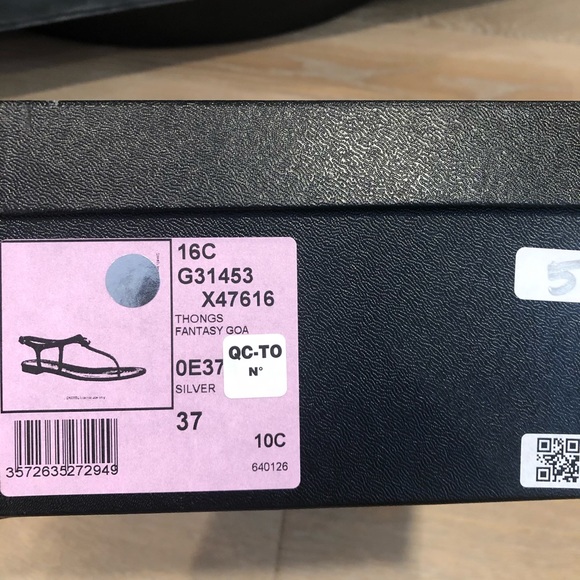 16C
G31453
X47616
THONGS
FANTASY GOA
0E37
QC-TO
N°
SILVER
37
10C
3572635272949
640126
5